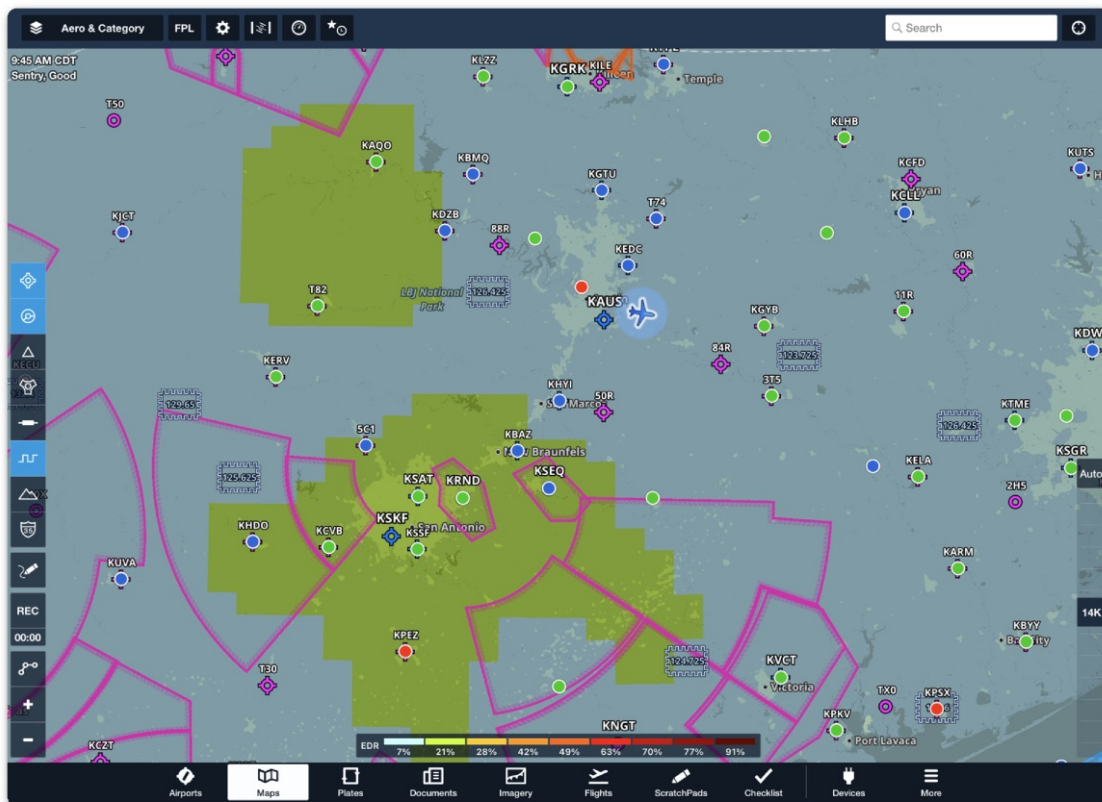 Aero & Category
FPL
Search
9:45 AM CDT
Sentry, Good
KLZZ
KGRK
KILE
Temple
T50
KLHB
KAQO
KBMQ
KCFD
KUTS
KGTU
KCLL
KJCT
KDZB
T74
88R
KEDC
60R
T82
LBJ National
Park
126.425
KAUS
KGYB
11R
KDW
84R
123.725
KERV
3T5
KHYI
50R
129.65
KTME
126.425
5C1
KBAZ
New Braunfels
KSGR
125.625
KSAT
KRND
KSEQ
KELA
Auto
2H5
KSKF
San Antonio
KHDO
KCVB
KSSF
KUVA
KARM
REC
14K
00:00
KPEZ
KBYY
124.725
T30
KVCT
Victoria
TX0
KPSX
KNGT
KPKV
Port Lavaca
KCZT
EDR
7% 21% 28% 42% 49% 63% 70% 77% 91%
Airports
Maps
Plates
Documents
Imagery
Flights
ScratchPads
Checklist
Devices
More